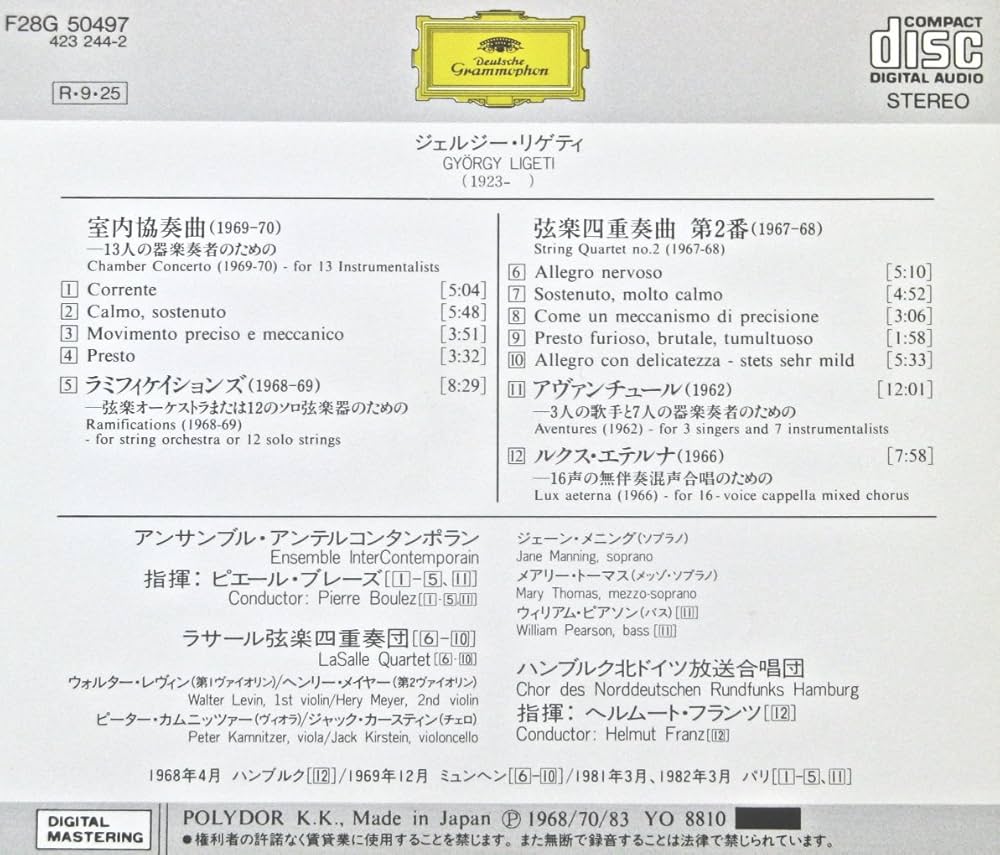 F28G 50497
423 244-2
R・9・25
Deutsche
Grammophon
COMPACT
disc
DIGITAL AUDIO
STEREO
ジェルジー・リゲティ
GYÖRGY LIGETI
(1923-　)
室内協奏曲(1969-70)
―13人の器楽奏者のための
Chamber Concerto (1969-70) - for 13 Instrumentalists
1 Corrente [5:04]
2 Calmo, sostenuto [5:48]
3 Movimento preciso e meccanico [3:51]
4 Presto [3:32]
5 ラミフィケイションズ(1968-69) [8:29]
―弦楽オーケストラまたは12のソロ弦楽器のための
Ramifications (1968-69)
- for string orchestra or 12 solo strings
弦楽四重奏曲 第2番(1967-68)
String Quartet no.2 (1967-68)
6 Allegro nervoso [5:10]
7 Sostenuto, molto calmo [4:52]
8 Come un meccanismo di precisione [3:06]
9 Presto furioso, brutale, tumultuoso [1:58]
10 Allegro con delicatezza - stets sehr mild [5:33]
11 アヴァンチュール(1962) [12:01]
―3人の歌手と7人の器楽奏者のための
Aventures (1962) - for 3 singers and 7 instrumentalists
12 ルクス・エテルナ(1966) [7:58]
―16声の無伴奏混声合唱のための
Lux aeterna (1966) - for 16-voice cappella mixed chorus
アンサンブル・アンテルコンタンポラン
Ensemble InterContemporain
指揮：ピエール・ブレーズ[1-5、11]
Conductor: Pierre Boulez[1-5,11]
ラサール弦楽四重奏団[6-10]
LaSalle Quartet[6-10]
ウォルター・レヴィン(第1ヴァイオリン)/ヘンリー・メイヤー(第2ヴァイオリン)
Walter Levin, 1st violin/Hery Meyer, 2nd violin
ピーター・カムニッツァー(ヴィオラ)/ジャック・カースティン(チェロ)
Peter Kamnitzer, viola/Jack Kirstein, violoncello
ジェーン・メニング(ソプラノ)
Jane Manning, soprano
メアリー・トーマス(メッゾ・ソプラノ)
Mary Thomas, mezzo-soprano
ウィリアム・ピアソン(バス)[11]
William Pearson, bass [11]
ハンブルク北ドイツ放送合唱団
Chor des Norddeutschen Rundfunks Hamburg
指揮：ヘルムート・フランツ[12]
Conductor: Helmut Franz[12]
1968年4月 ハンブルク[12]/1969年12月 ミュンヘン[6-10]/1981年3月、1982年3月 パリ[1-5、11]
DIGITAL
MASTERING
POLYDOR K.K., Made in Japan ℗ 1968/70/83 YO 8810
●権利者の許諾なく賃貸業に使用することを禁じます。また無断で録音することは法律で禁じられています。